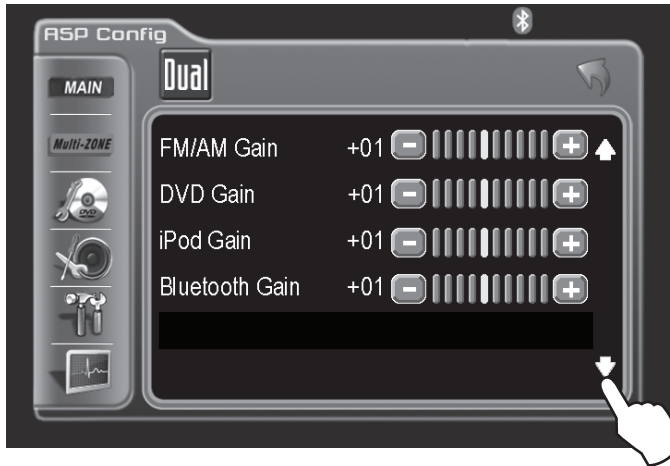 ASP Config
MAIN
Dual
Multi-ZONE
FM/AM Gain +01
DVD Gain +01
iPod Gain +01
Bluetooth Gain +01
DVD